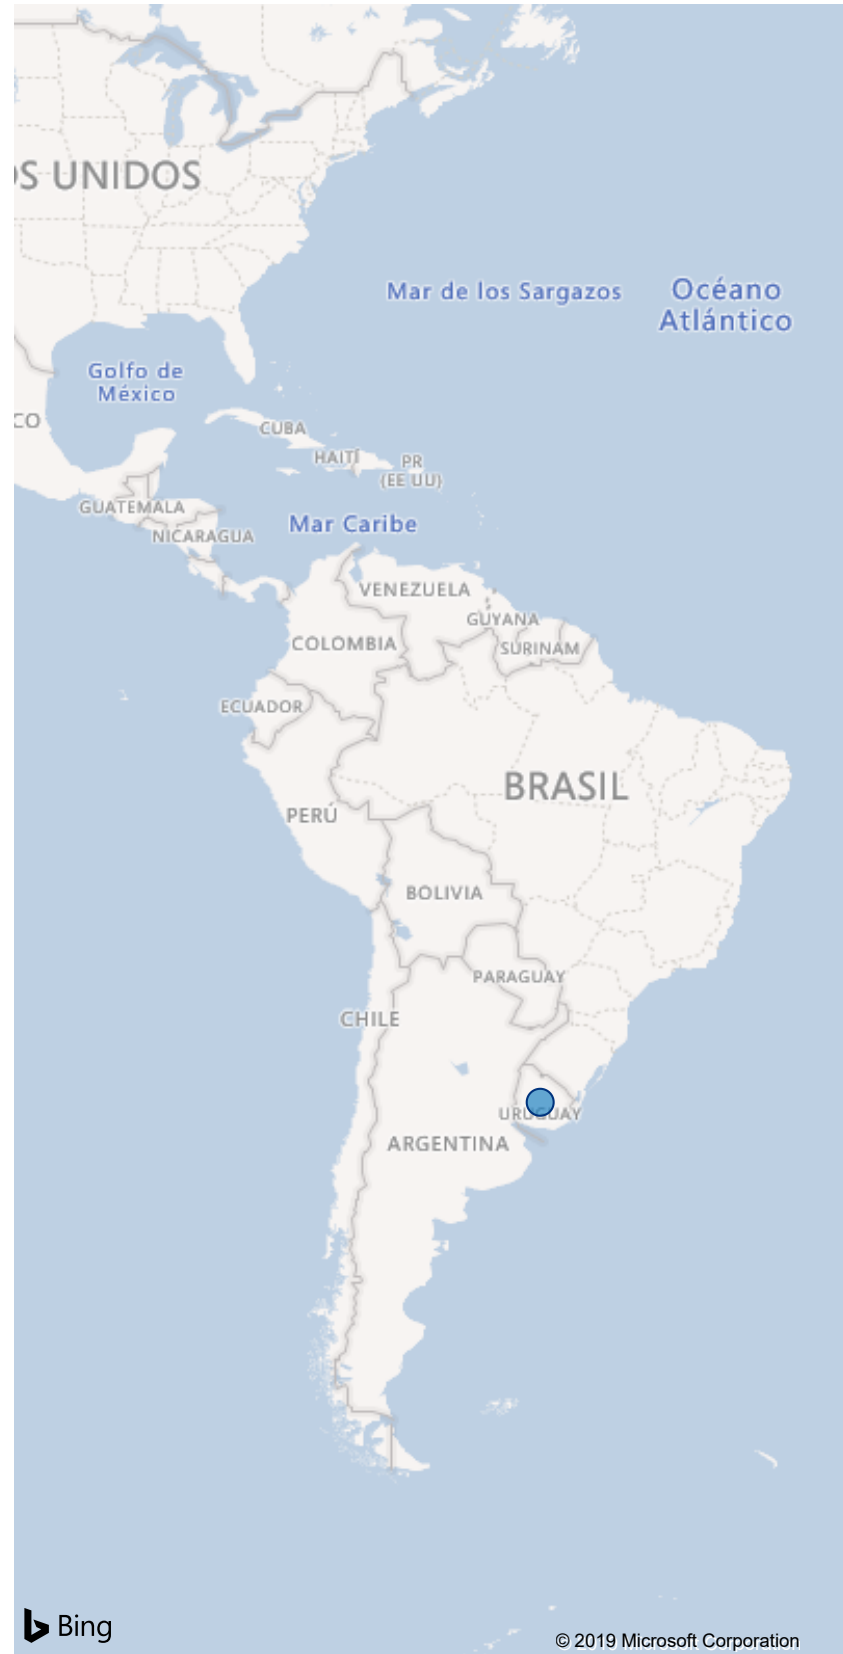 OS UNIDOS
Mar de los Sargazos
Océano
Atlántico
Golfo de
México
CO
CUBA
HAITÍ
PR
(EE UU)
GUATEMALA
Mar Caribe
NICARAGUA
VENEZUELA
GUYANA
COLOMBIA
SURINAM
ECUADOR
BRASIL
PERÚ
BOLIVIA
PARAGUAY
CHILE
URUGUAY
ARGENTINA
Bing
© 2019 Microsoft Corporation